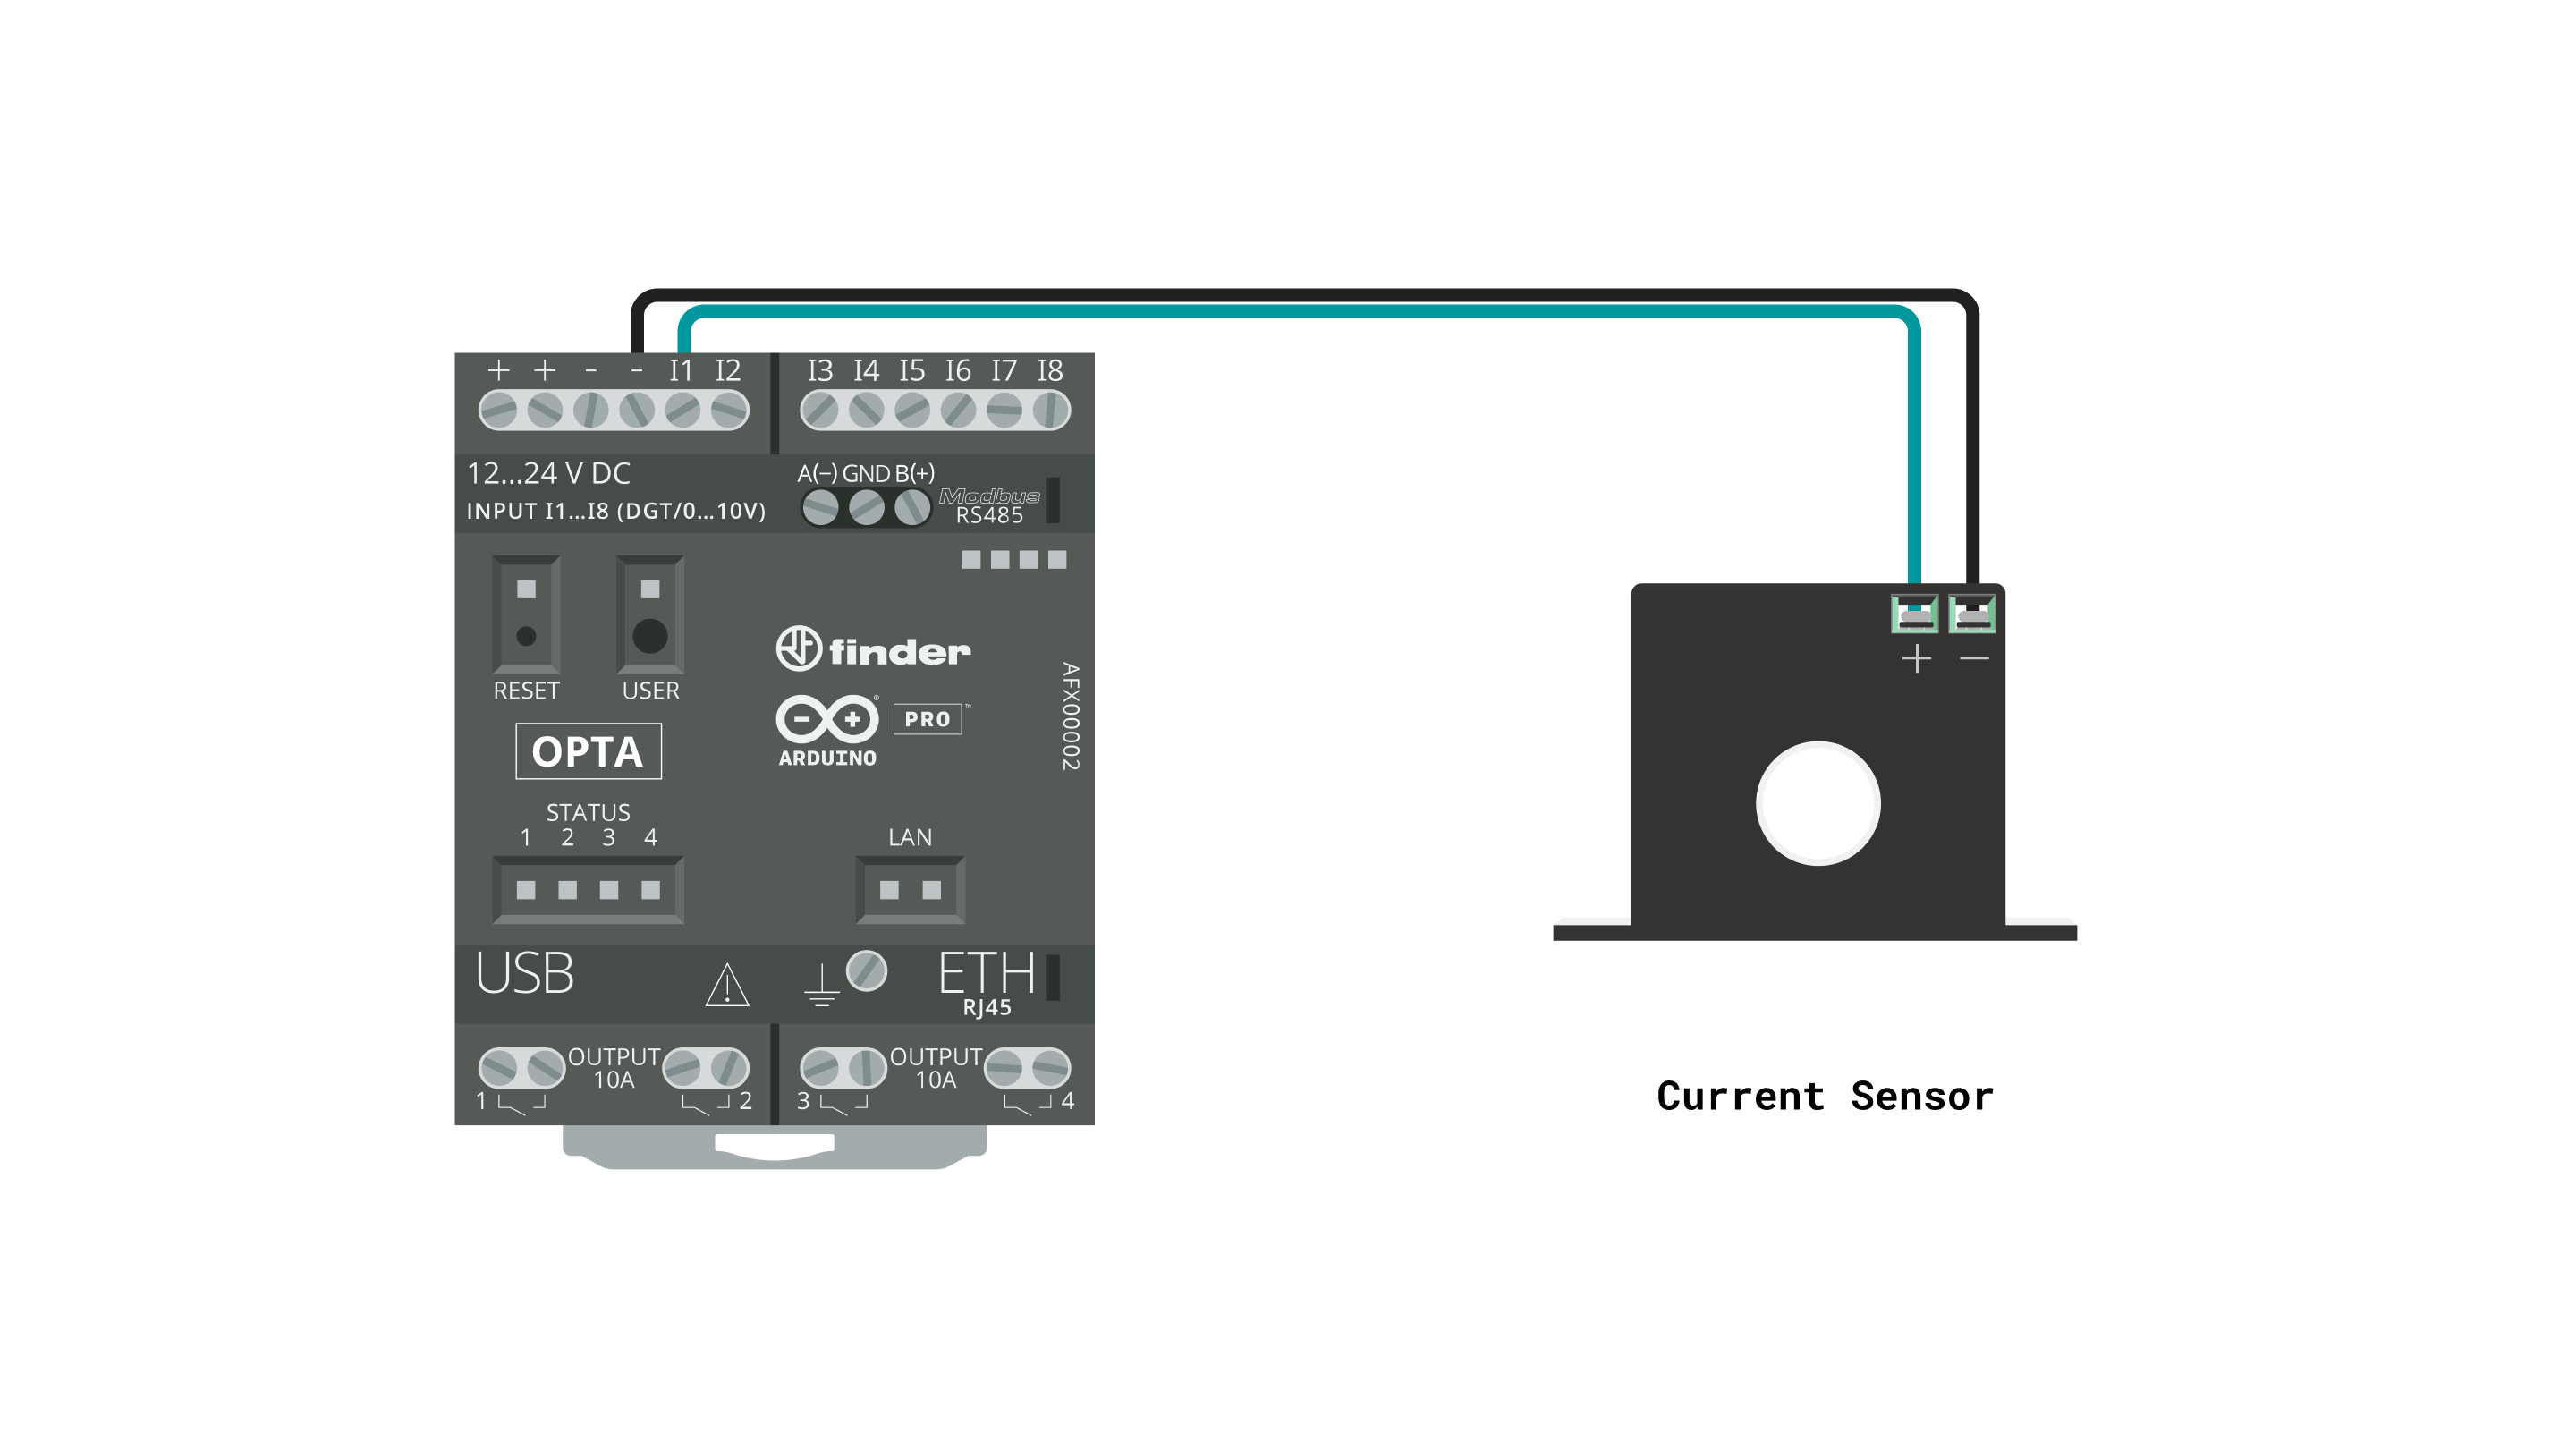 + + - - I1 I2 I3 I4 I5 I6 I7 I8
12...24 V DC
INPUT I1...I8 (DGT/0...10V)
A(−) GND B(+)
Modbus
RS485
RESET
USER
finder
ARDUINO
PRO™
®
AFX00002
OPTA
STATUS
1 2 3 4
LAN
USB
ETH
RJ45
OUTPUT
10A
1
2
OUTPUT
10A
3
4
+ −
Current Sensor